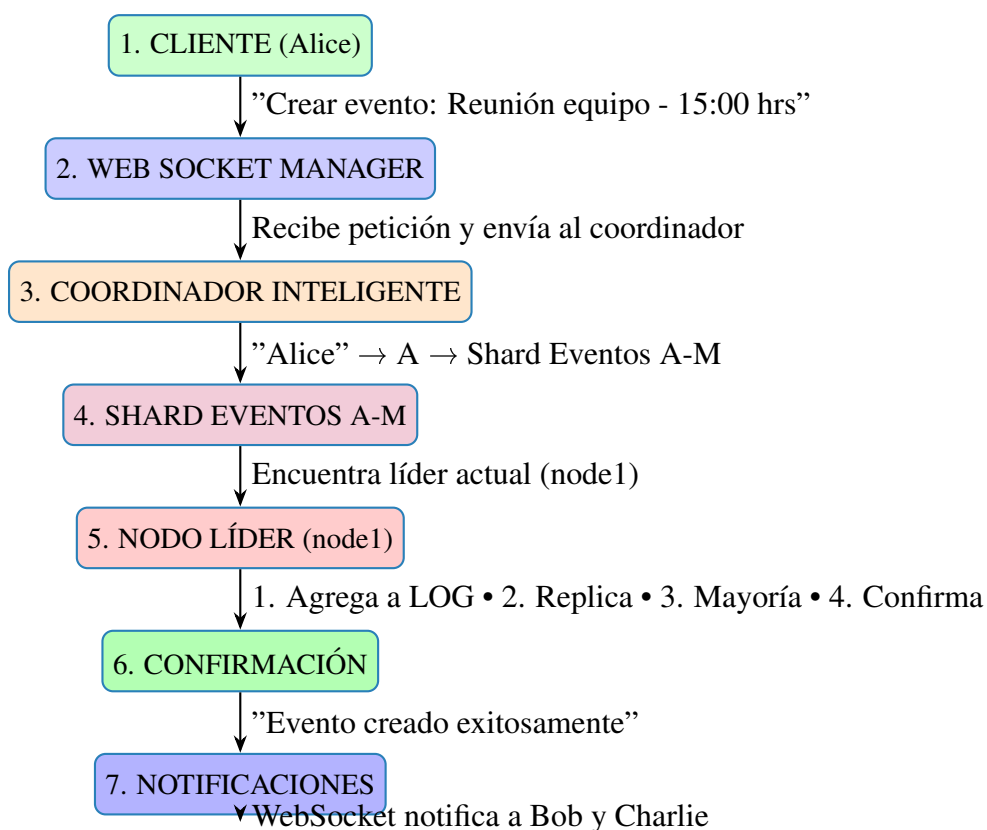 1. CLIENTE (Alice)
”Crear evento: Reunión equipo - 15:00 hrs”
2. WEB SOCKET MANAGER
Recibe petición y envía al coordinador
3. COORDINADOR INTELIGENTE
”Alice” → A → Shard Eventos A-M
4. SHARD EVENTOS A-M
Encuentra líder actual (node1)
5. NODO LÍDER (node1)
1. Agrega a LOG • 2. Replica • 3. Mayoría • 4. Confirma
6. CONFIRMACIÓN
”Evento creado exitosamente”
7. NOTIFICACIONES
WebSocket notifica a Bob y Charlie